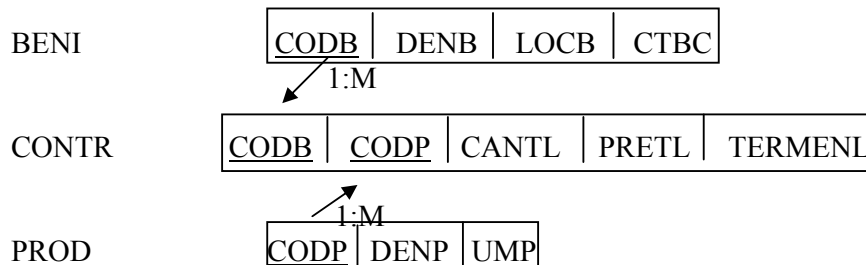 BENI CODB DENB LOCB CTBC
1:M
CONTR CODB CODP CANTL PRETL TERMENL
1:M
PROD CODP DENP UMP